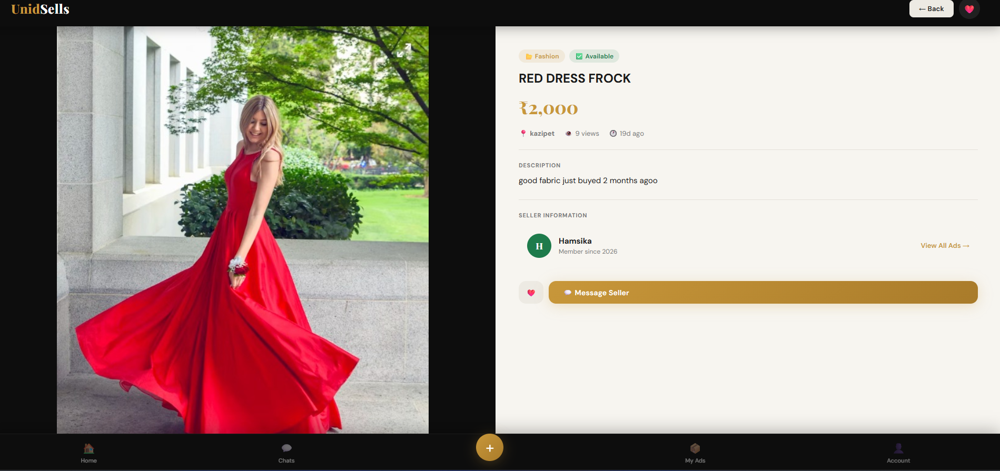 UnidSells
← Back
Fashion
Available
RED DRESS FROCK
₹2,000
kazipet 9 views 19d ago
DESCRIPTION
good fabric just buyed 2 months agoo
SELLER INFORMATION
H
Hamsika
Member since 2026
View All Ads →
Message Seller
Home
Chats
+
My Ads
Account